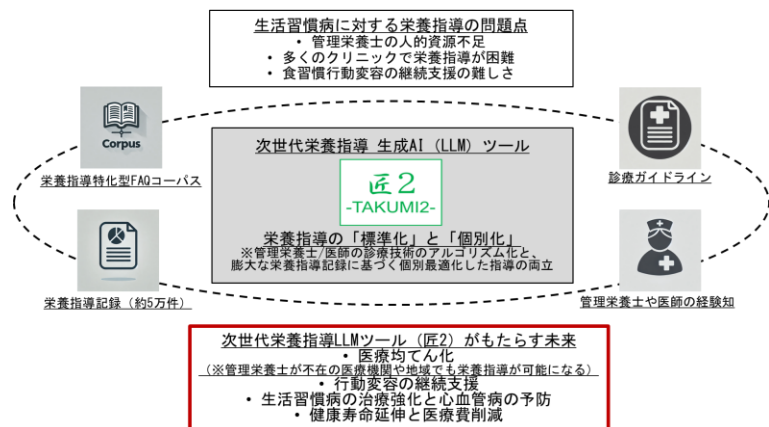 生活習慣病に対する栄養指導の問題点
• 管理栄養士の人的資源不足
• 多くのクリニックで栄養指導が困難
• 食習慣行動変容の継続支援の難しさ
Corpus
栄養指導特化型FAQコーパス
診療ガイドライン
次世代栄養指導 生成AI（LLM）ツール
匠2
-TAKUMI2-
栄養指導の「標準化」と「個別化」
※管理栄養士/医師の診療技術のアルゴリズム化と、
膨大な栄養指導記録に基づく個別最適化した指導の両立
栄養指導記録（約5万件）
管理栄養士や医師の経験知
次世代栄養指導LLMツール（匠2）がもたらす未来
• 医療均てん化
（※管理栄養士が不在の医療機関や地域でも栄養指導が可能になる）
• 行動変容の継続支援
• 生活習慣病の治療強化と心血管病の予防
• 健康寿命延伸と医療費削減